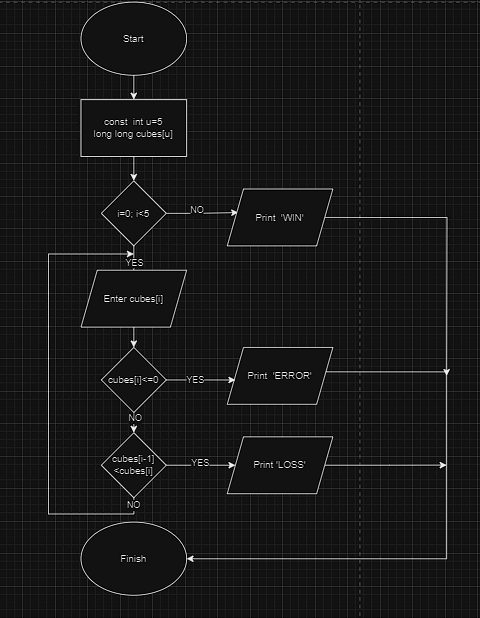 Start
const  int u=5
long long cubes[u]
i=0; i<5
NO
Print  'WIN'
YES
Enter cubes[i]
cubes[i]<=0
YES
Print  'ERROR'
NO
cubes[i-1]
<cubes[i]
YES
Print 'LOSS'
NO
Finish